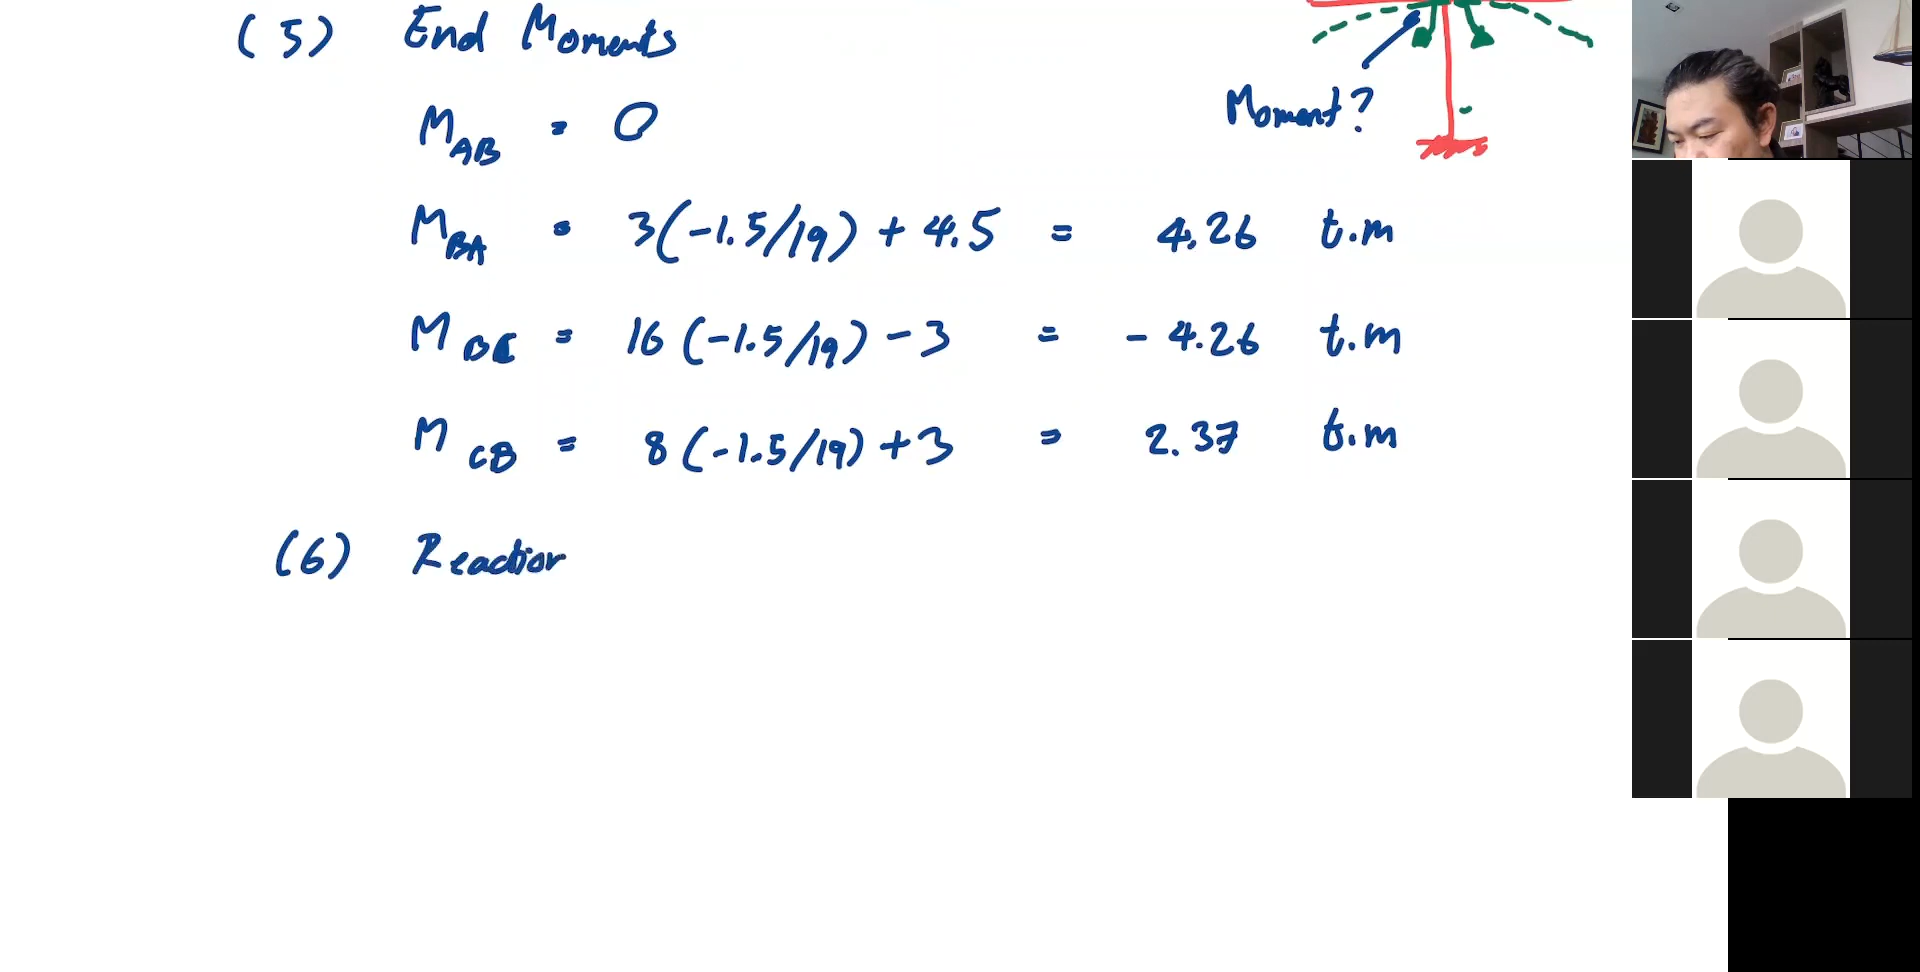 (5) End Moments
M_AB = 0
Moment?
M_BA = 3(-1.5/19) + 4.5 = 4.26 t.m
M_BC = 16(-1.5/19) - 3 = - 4.26 t.m
M_CB = 8(-1.5/19) + 3 = 2.37 t.m
(6) Reaction